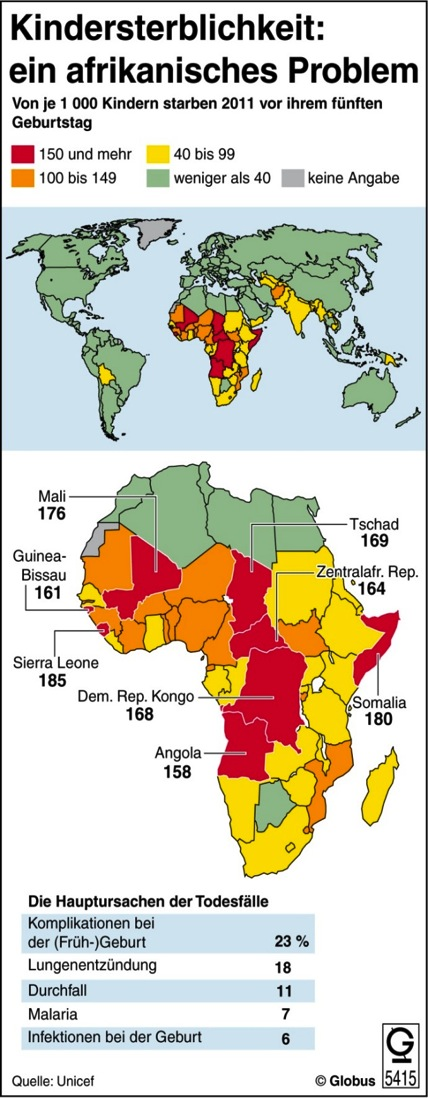 Kindersterblichkeit:
ein afrikanisches Problem
Von je 1 000 Kindern starben 2011 vor ihrem fünften
Geburtstag
150 und mehr
40 bis 99
100 bis 149
weniger als 40
keine Angabe
Mali
176
Tschad
169
Guinea-
Bissau
161
Zentralafr. Rep.
164
Sierra Leone
185
Dem. Rep. Kongo
168
Somalia
180
Angola
158
Die Hauptursachen der Todesfälle
Komplikationen bei
der (Früh-)Geburt 23 %
Lungenentzündung 18
Durchfall 11
Malaria 7
Infektionen bei der Geburt 6
Quelle: Unicef
© Globus
G
5415